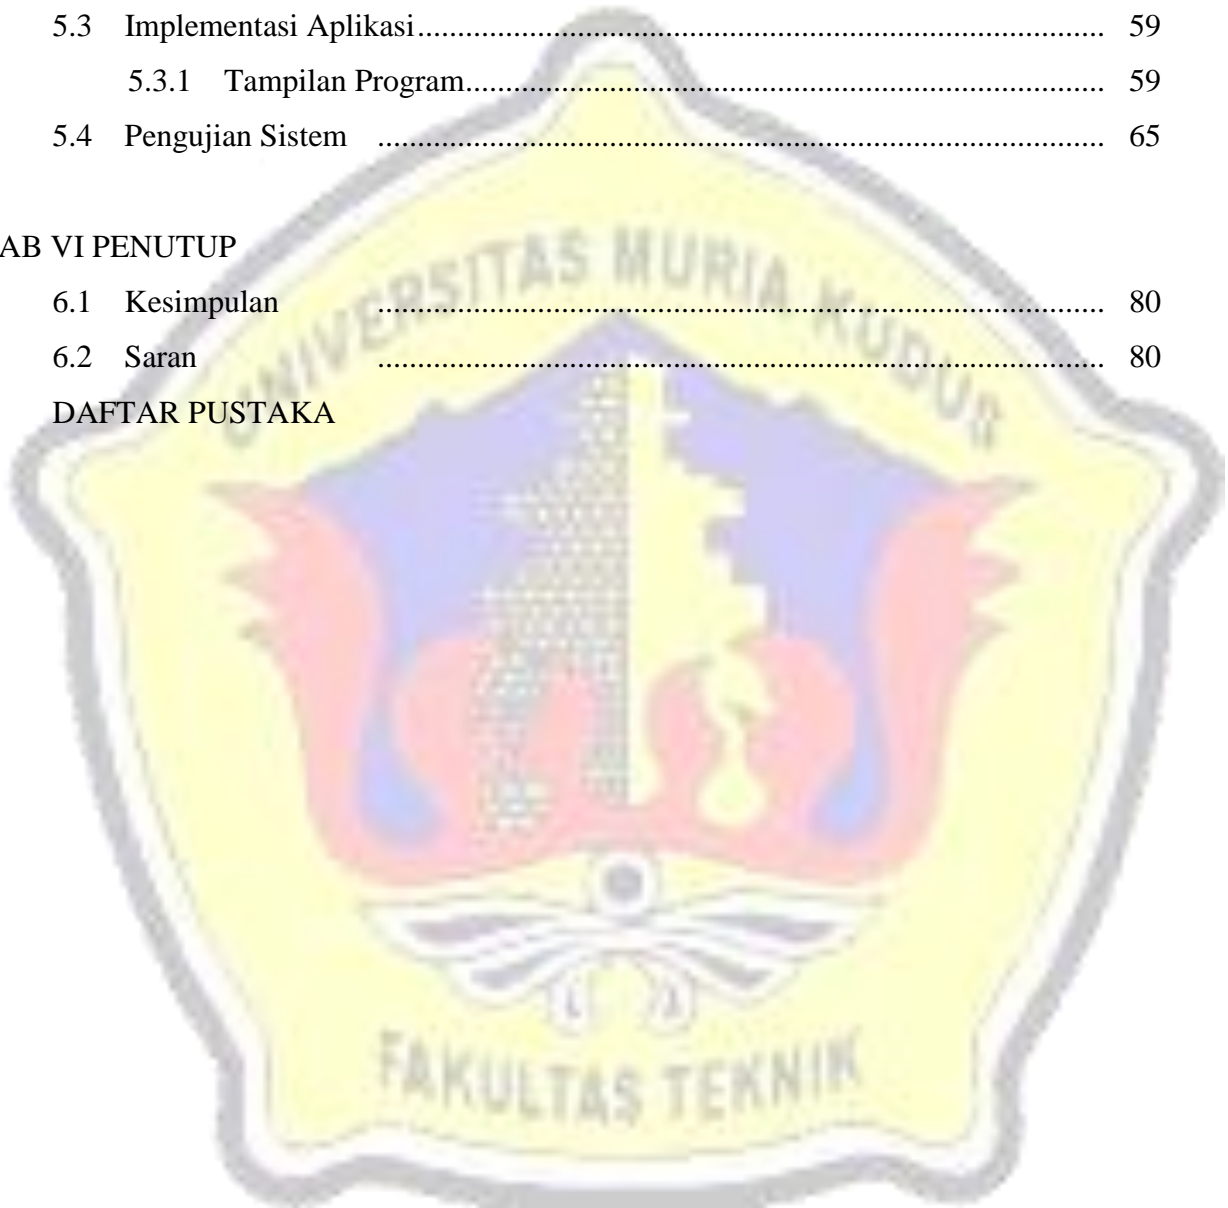 5.3 Implementasi Aplikasi.................................................................................... 59
5.3.1 Tampilan Program.............................................................................. 59
5.4 Pengujian Sistem ......................................................................................... 65
AB VI PENUTUP
6.1 Kesimpulan ......................................................................................... 80
6.2 Saran ......................................................................................... 80
DAFTAR PUSTAKA
UNIVERSITAS MURIA KUDUS
FAKULTAS TEKNIK